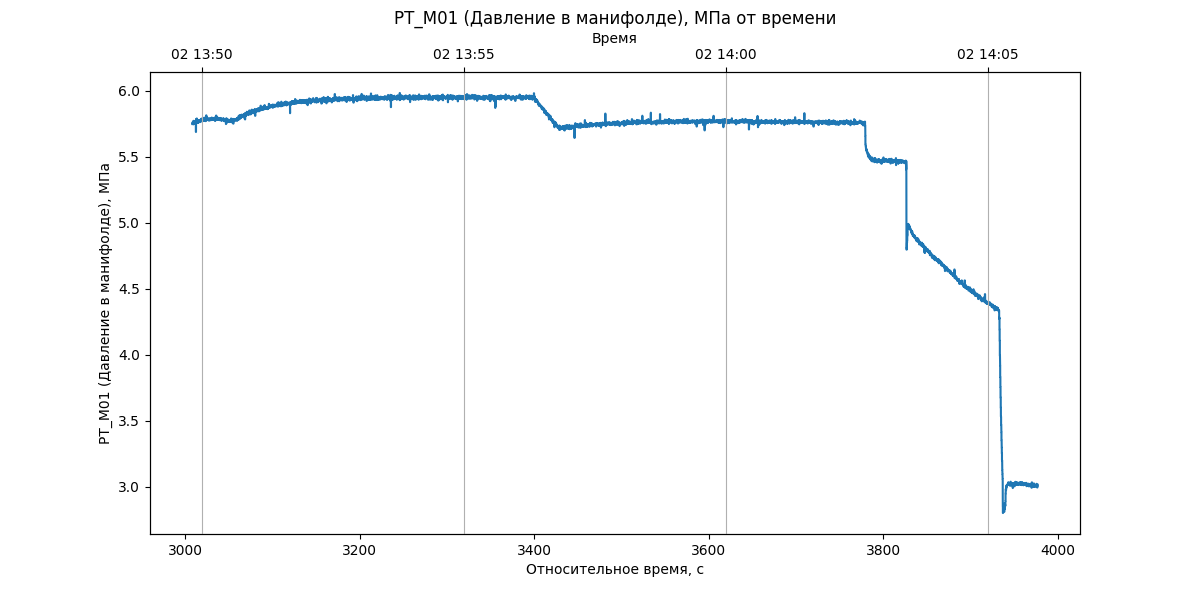 PT_M01 (Давление в манифолде), МПа от времени
Время
02 13:50 02 13:55 02 14:00 02 14:05
PT_M01 (Давление в манифолде), МПа
6.0
5.5
5.0
4.5
4.0
3.5
3.0
3000 3200 3400 3600 3800 4000
Относительное время, с